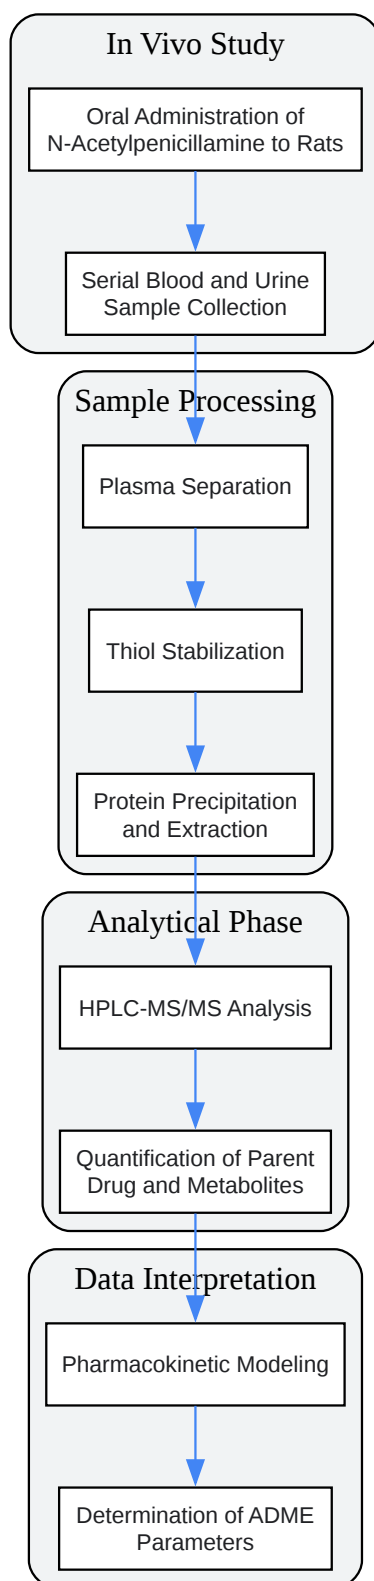 In Vivo Study
Oral Administration of
N-Acetylpenicillamine to Rats
Serial Blood and Urine
Sample Collection
Sample Processing
Plasma Separation
Thiol Stabilization
Protein Precipitation
and Extraction
Analytical Phase
HPLC-MS/MS Analysis
Quantification of Parent
Drug and Metabolites
Data Interpretation
Pharmacokinetic Modeling
Determination of ADME
Parameters